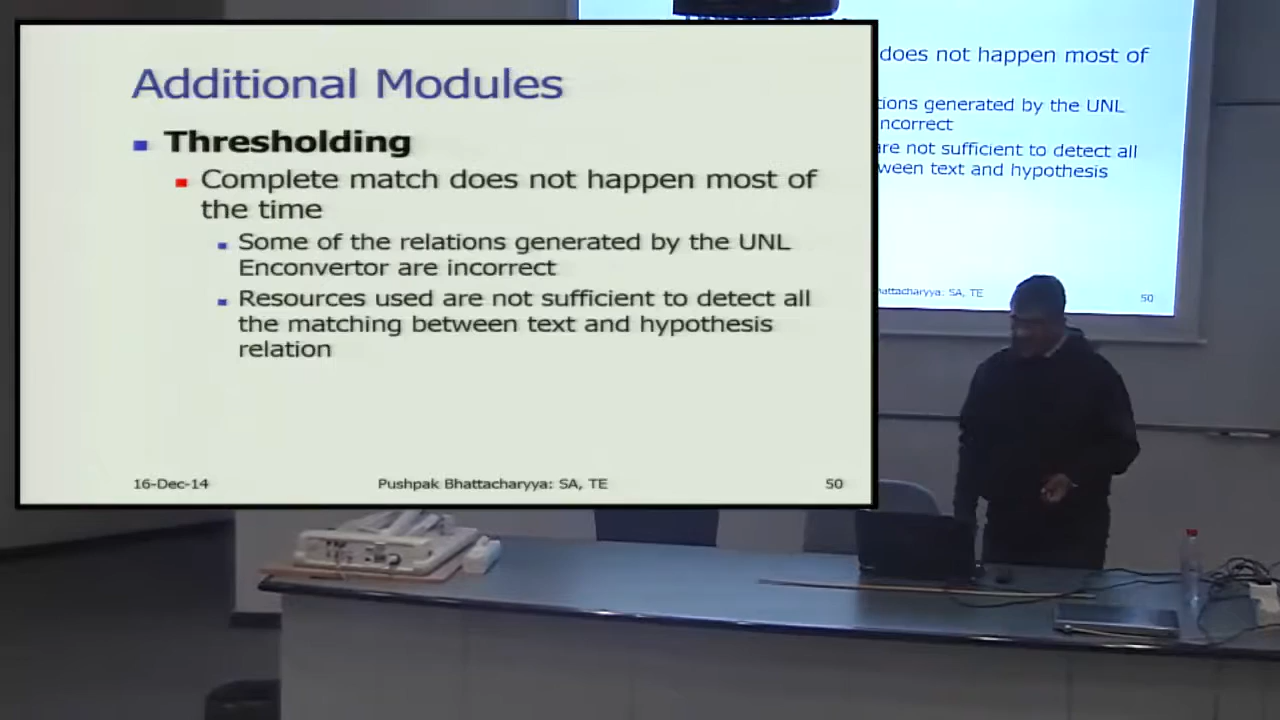 Additional Modules
Thresholding
Complete match does not happen most of
the time
Some of the relations generated by the UNL
Enconvertor are incorrect
Resources used are not sufficient to detect all
the matching between text and hypothesis
relation
16-Dec-14
Pushpak Bhattacharyya: SA, TE
50
does not happen most of
tions generated by the UNL
ncorrect
are not sufficient to detect all
ween text and hypothesis
hattacharyya: SA, TE
50